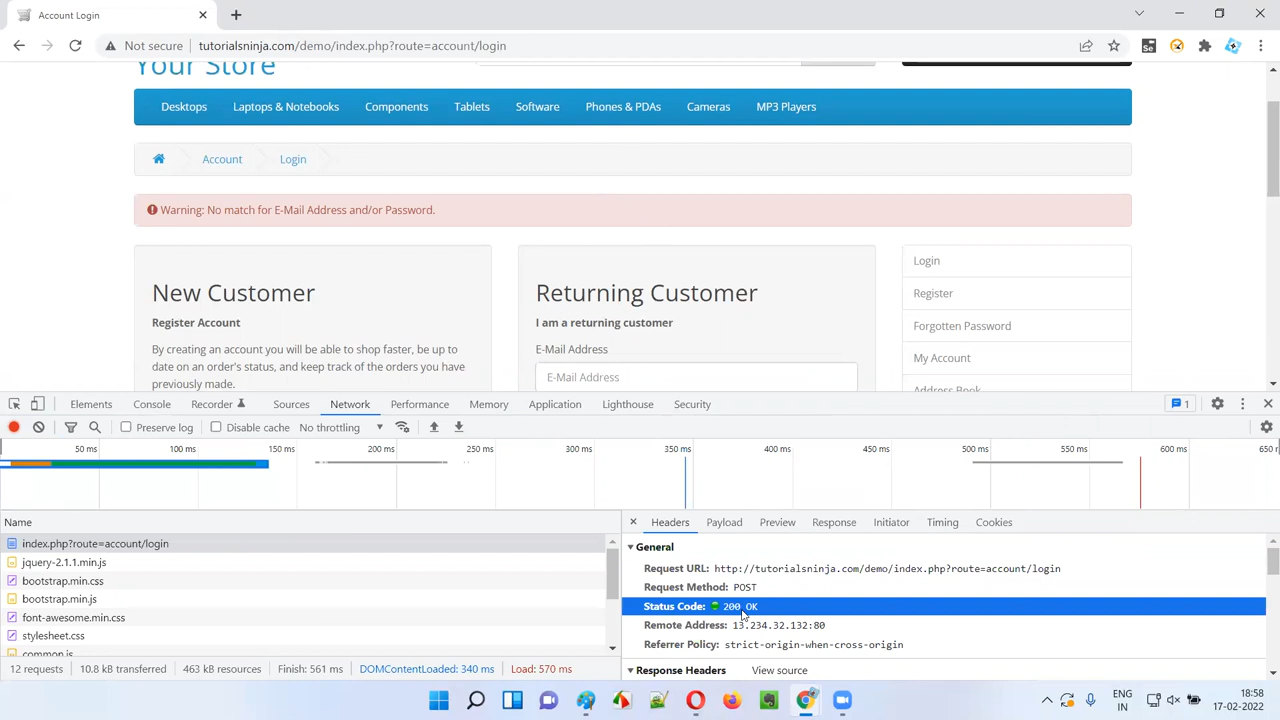 Account Login
Not secure tutorialsninja.com/demo/index.php?route=account/login
Se
Your Store
Desktops Laptops & Notebooks Components Tablets Software Phones & PDAs Cameras MP3 Players
Account Login
Warning: No match for E-Mail Address and/or Password.
New Customer
Register Account
By creating an account you will be able to shop faster, be up to
date on an order's status, and keep track of the orders you have
previously made.
Returning Customer
I am a returning customer
E-Mail Address
E-Mail Address
Login
Register
Forgotten Password
My Account
Address Book
Elements Console Recorder Sources Network Performance Memory Application Lighthouse Security 1
Preserve log Disable cache No throttling
50 ms 100 ms 150 ms 200 ms 250 ms 300 ms 350 ms 400 ms 450 ms 500 ms 550 ms 600 ms 650 r
Name
index.php?route=account/login
jquery-2.1.1.min.js
bootstrap.min.css
bootstrap.min.js
font-awesome.min.css
stylesheet.css
common.js
12 requests 10.8 kB transferred 463 kB resources Finish: 561 ms DOMContentLoaded: 340 ms Load: 570 ms
Headers Payload Preview Response Initiator Timing Cookies
General
Request URL: http://tutorialsninja.com/demo/index.php?route=account/login
Request Method: POST
Status Code: 200 OK
Remote Address: 13.234.32.132:80
Referrer Policy: strict-origin-when-cross-origin
Response Headers View source
ENG
IN
18:58
17-02-2022